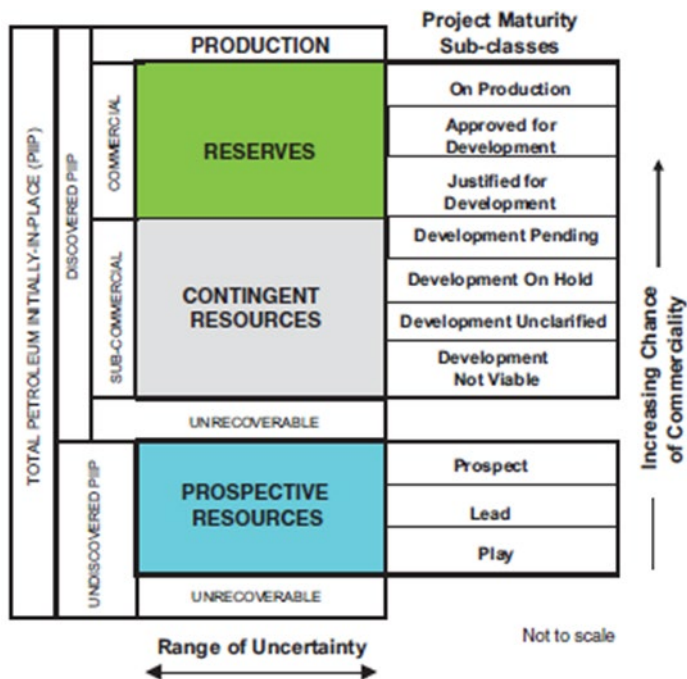 Project Maturity
Sub-classes
PRODUCTION
TOTAL PETROLEUM INITIALLY-IN-PLACE (PIIP)
DISCOVERED PIIP
COMMERCIAL
RESERVES
On Production
Approved for
Development
Justified for
Development
SUB-COMMERCIAL
CONTINGENT
RESOURCES
Development Pending
Development On Hold
Development Unclarified
Development
Not Viable
UNRECOVERABLE
UNDISCOVERED PIIP
PROSPECTIVE
RESOURCES
Prospect
Lead
Play
UNRECOVERABLE
Increasing Chance
of Commerciality
Range of Uncertainty
Not to scale